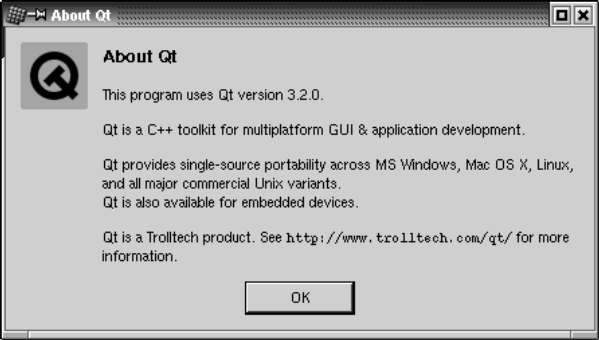 About Qt
About Qt
This program uses Qt version 3.2.0.
Qt is a C++ toolkit for multiplatform GUI & application development.
Qt provides single-source portability across MS Windows, Mac OS X, Linux,
and all major commercial Unix variants.
Qt is also available for embedded devices.
Qt is a Trolltech product. See http://www.trolltech.com/qt/ for more
information.
OK